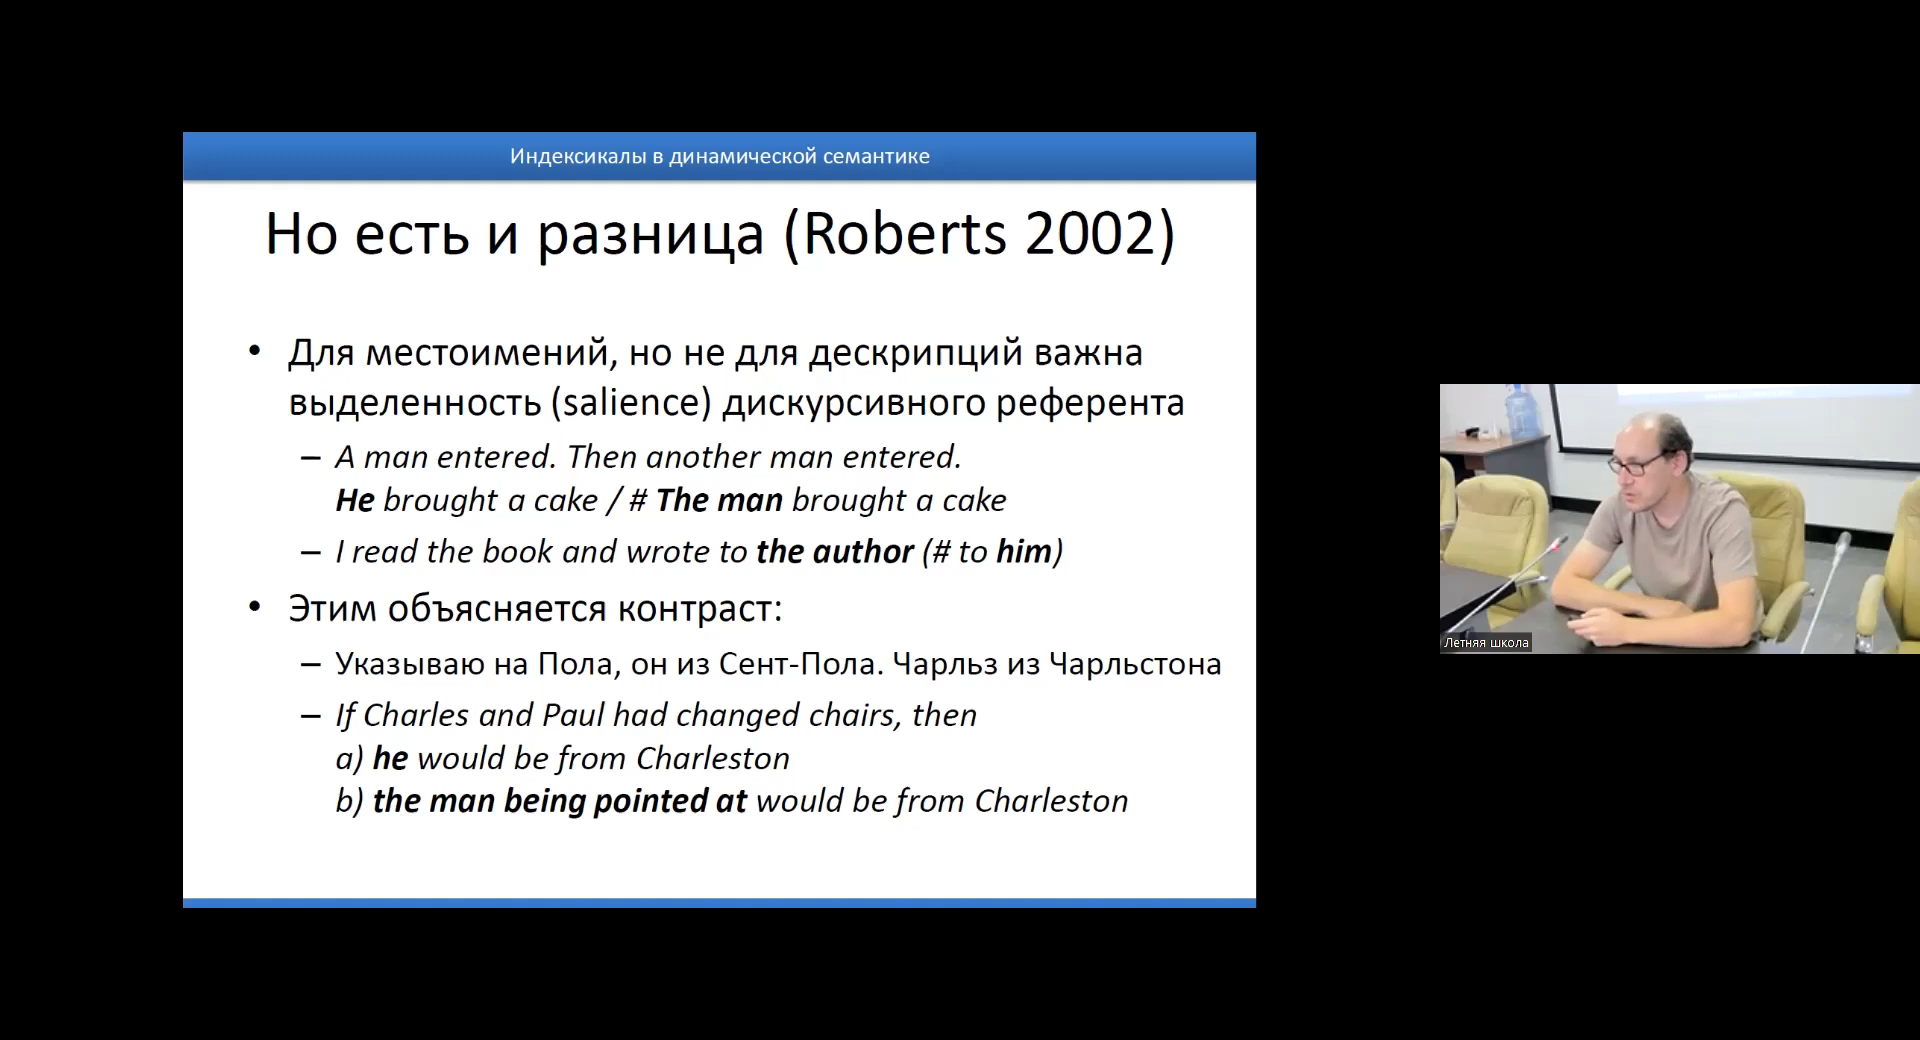 Индексикалы в динамической семантике
Но есть и разница (Roberts 2002)
• Для местоимений, но не для дескрипций важна
выделенность (salience) дискурсивного референта
– A man entered. Then another man entered.
He brought a cake / # The man brought a cake
– I read the book and wrote to the author (# to him)
• Этим объясняется контраст:
– Указываю на Пола, он из Сент-Пола. Чарльз из Чарльстона
– If Charles and Paul had changed chairs, then
a) he would be from Charleston
b) the man being pointed at would be from Charleston
Летняя школа